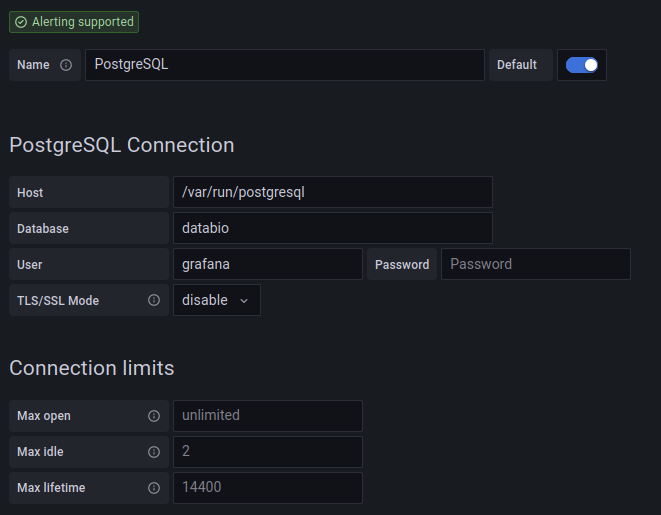 Alerting supported
Name PostgreSQL Default
PostgreSQL Connection
Host /var/run/postgresql
Database databio
User grafana Password Password
TLS/SSL Mode disable
Connection limits
Max open unlimited
Max idle 2
Max lifetime 14400